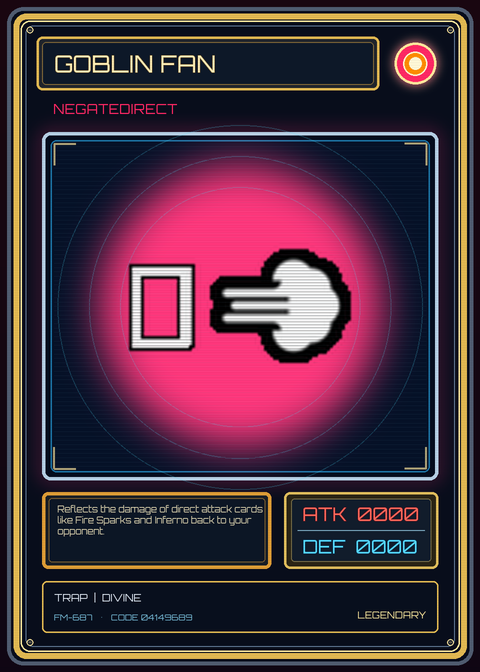 GOBLIN FAN
NEGATEDIRECT
Reflects the damage of direct attack cards
like Fire Sparks and Inferno back to your
opponent.
ATK 0000
DEF 0000
TRAP | DIVINE
FM-687 · CODE 04149689
LEGENDARY